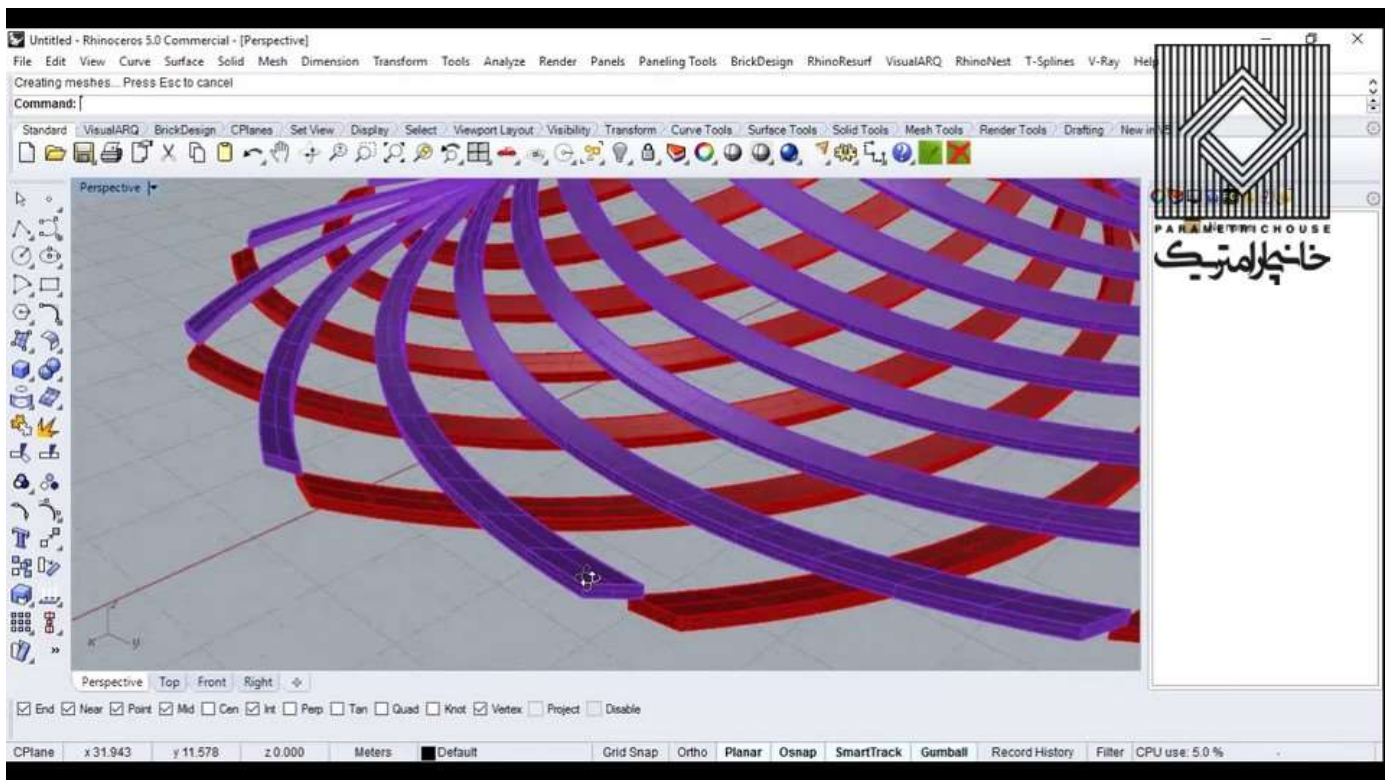 Untitled - Rhinoceros 5.0 Commercial - [Perspective]
File Edit View Curve Surface Solid Mesh Dimension Transform Tools Analyze Render Panels Paneling Tools BrickDesign RhinoResurf VisualARQ RhinoNest T-Splines V-Ray Help
Creating meshes... Press Esc to cancel
Command:
Standard VisualARQ BrickDesign CPlanes Set View Display Select Viewport Layout Visibility Transform Curve Tools Surface Tools Solid Tools Mesh Tools Render Tools Drafting New in
Perspective
PARAMETRICHOUSE
خانه پارامتریک
Perspective Top Front Right
End Near Point Mid Cen Int Perp Tan Quad Knot Vertex Project Disable
CPlane x 31.943 y 11.578 z 0.000 Meters Default Grid Snap Ortho Planar Osnap SmartTrack Gumball Record History Filter CPU use: 5.0 %
x y